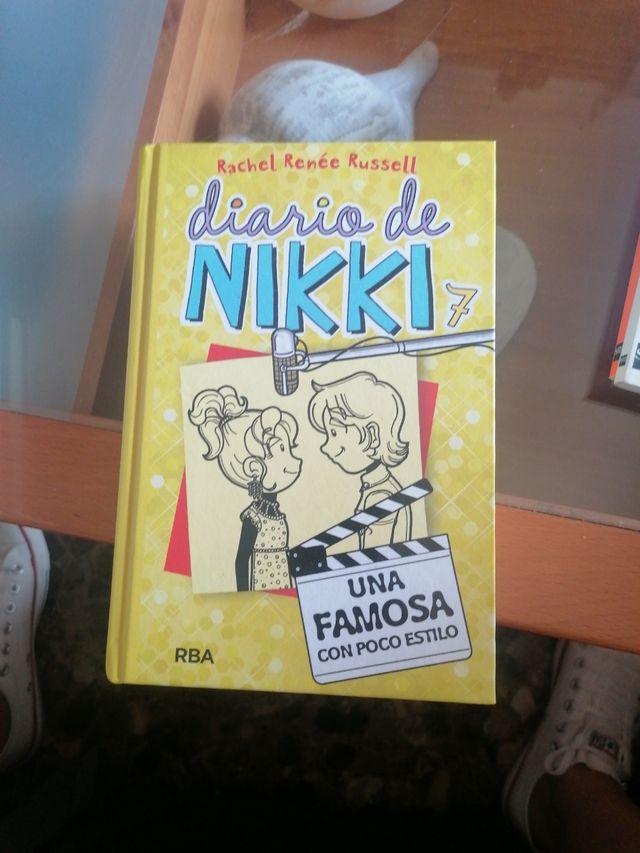 Rachel Renée Russell
diario de
NIKKI 7
UNA
FAMOSA
CON POCO ESTILO
RBA